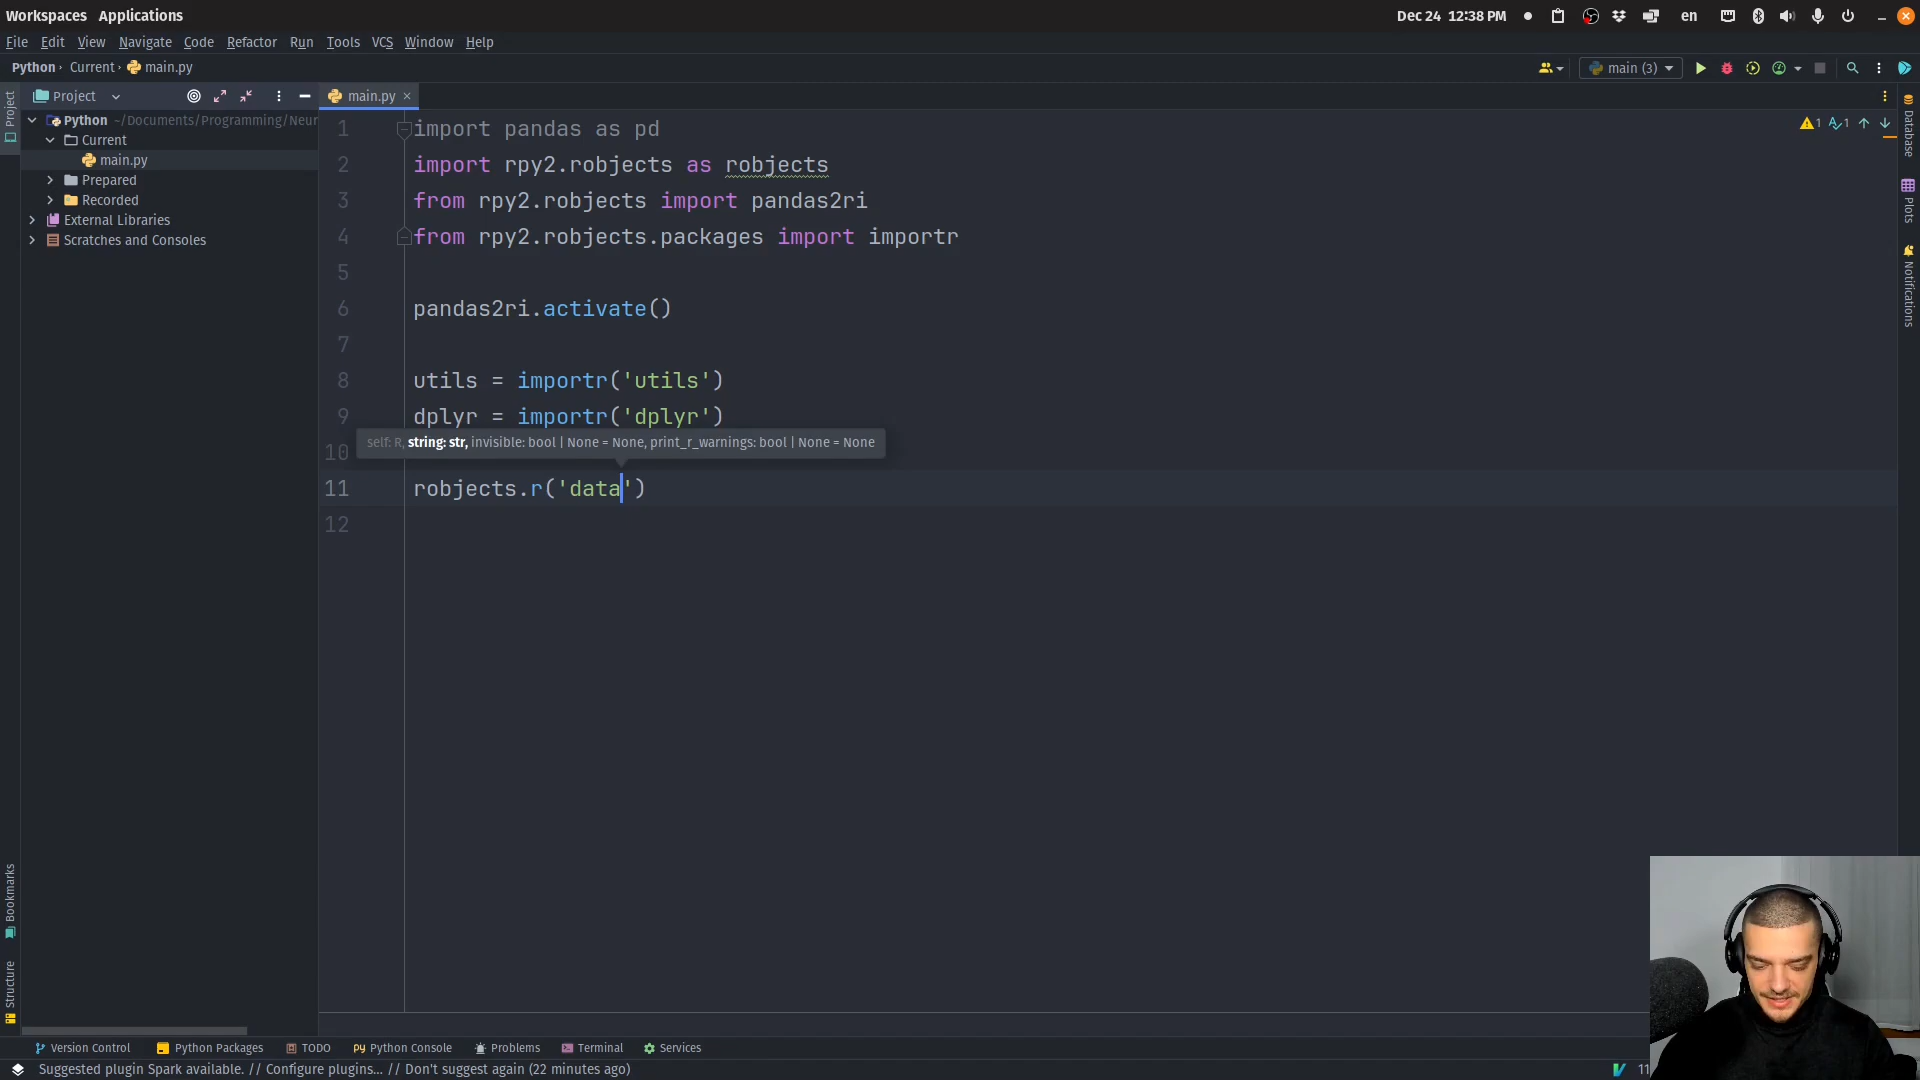 Workspaces Applications Dec 24 12:38 PM en
File Edit View Navigate Code Refactor Run Tools VCS Window Help
Python Current main.py main (3)
Project main.py
Python ~/Documents/Programming/Neur
Current
main.py
Prepared
Recorded
External Libraries
Scratches and Consoles
1 import pandas as pd
2 import rpy2.robjects as robjects
3 from rpy2.robjects import pandas2ri
4 from rpy2.robjects.packages import importr
5
6 pandas2ri.activate()
7
8 utils = importr('utils')
9 dplyr = importr('dplyr')
self: R, string: str, invisible: bool | None = None, print_r_warnings: bool | None = None
10
11 robjects.r('data')
12
1 1
Project
Bookmarks
Structure
Database
Plots
Notifications
Version Control Python Packages TODO Python Console Problems Terminal Services
Suggested plugin Spark available. // Configure plugins... // Don't suggest again (22 minutes ago)